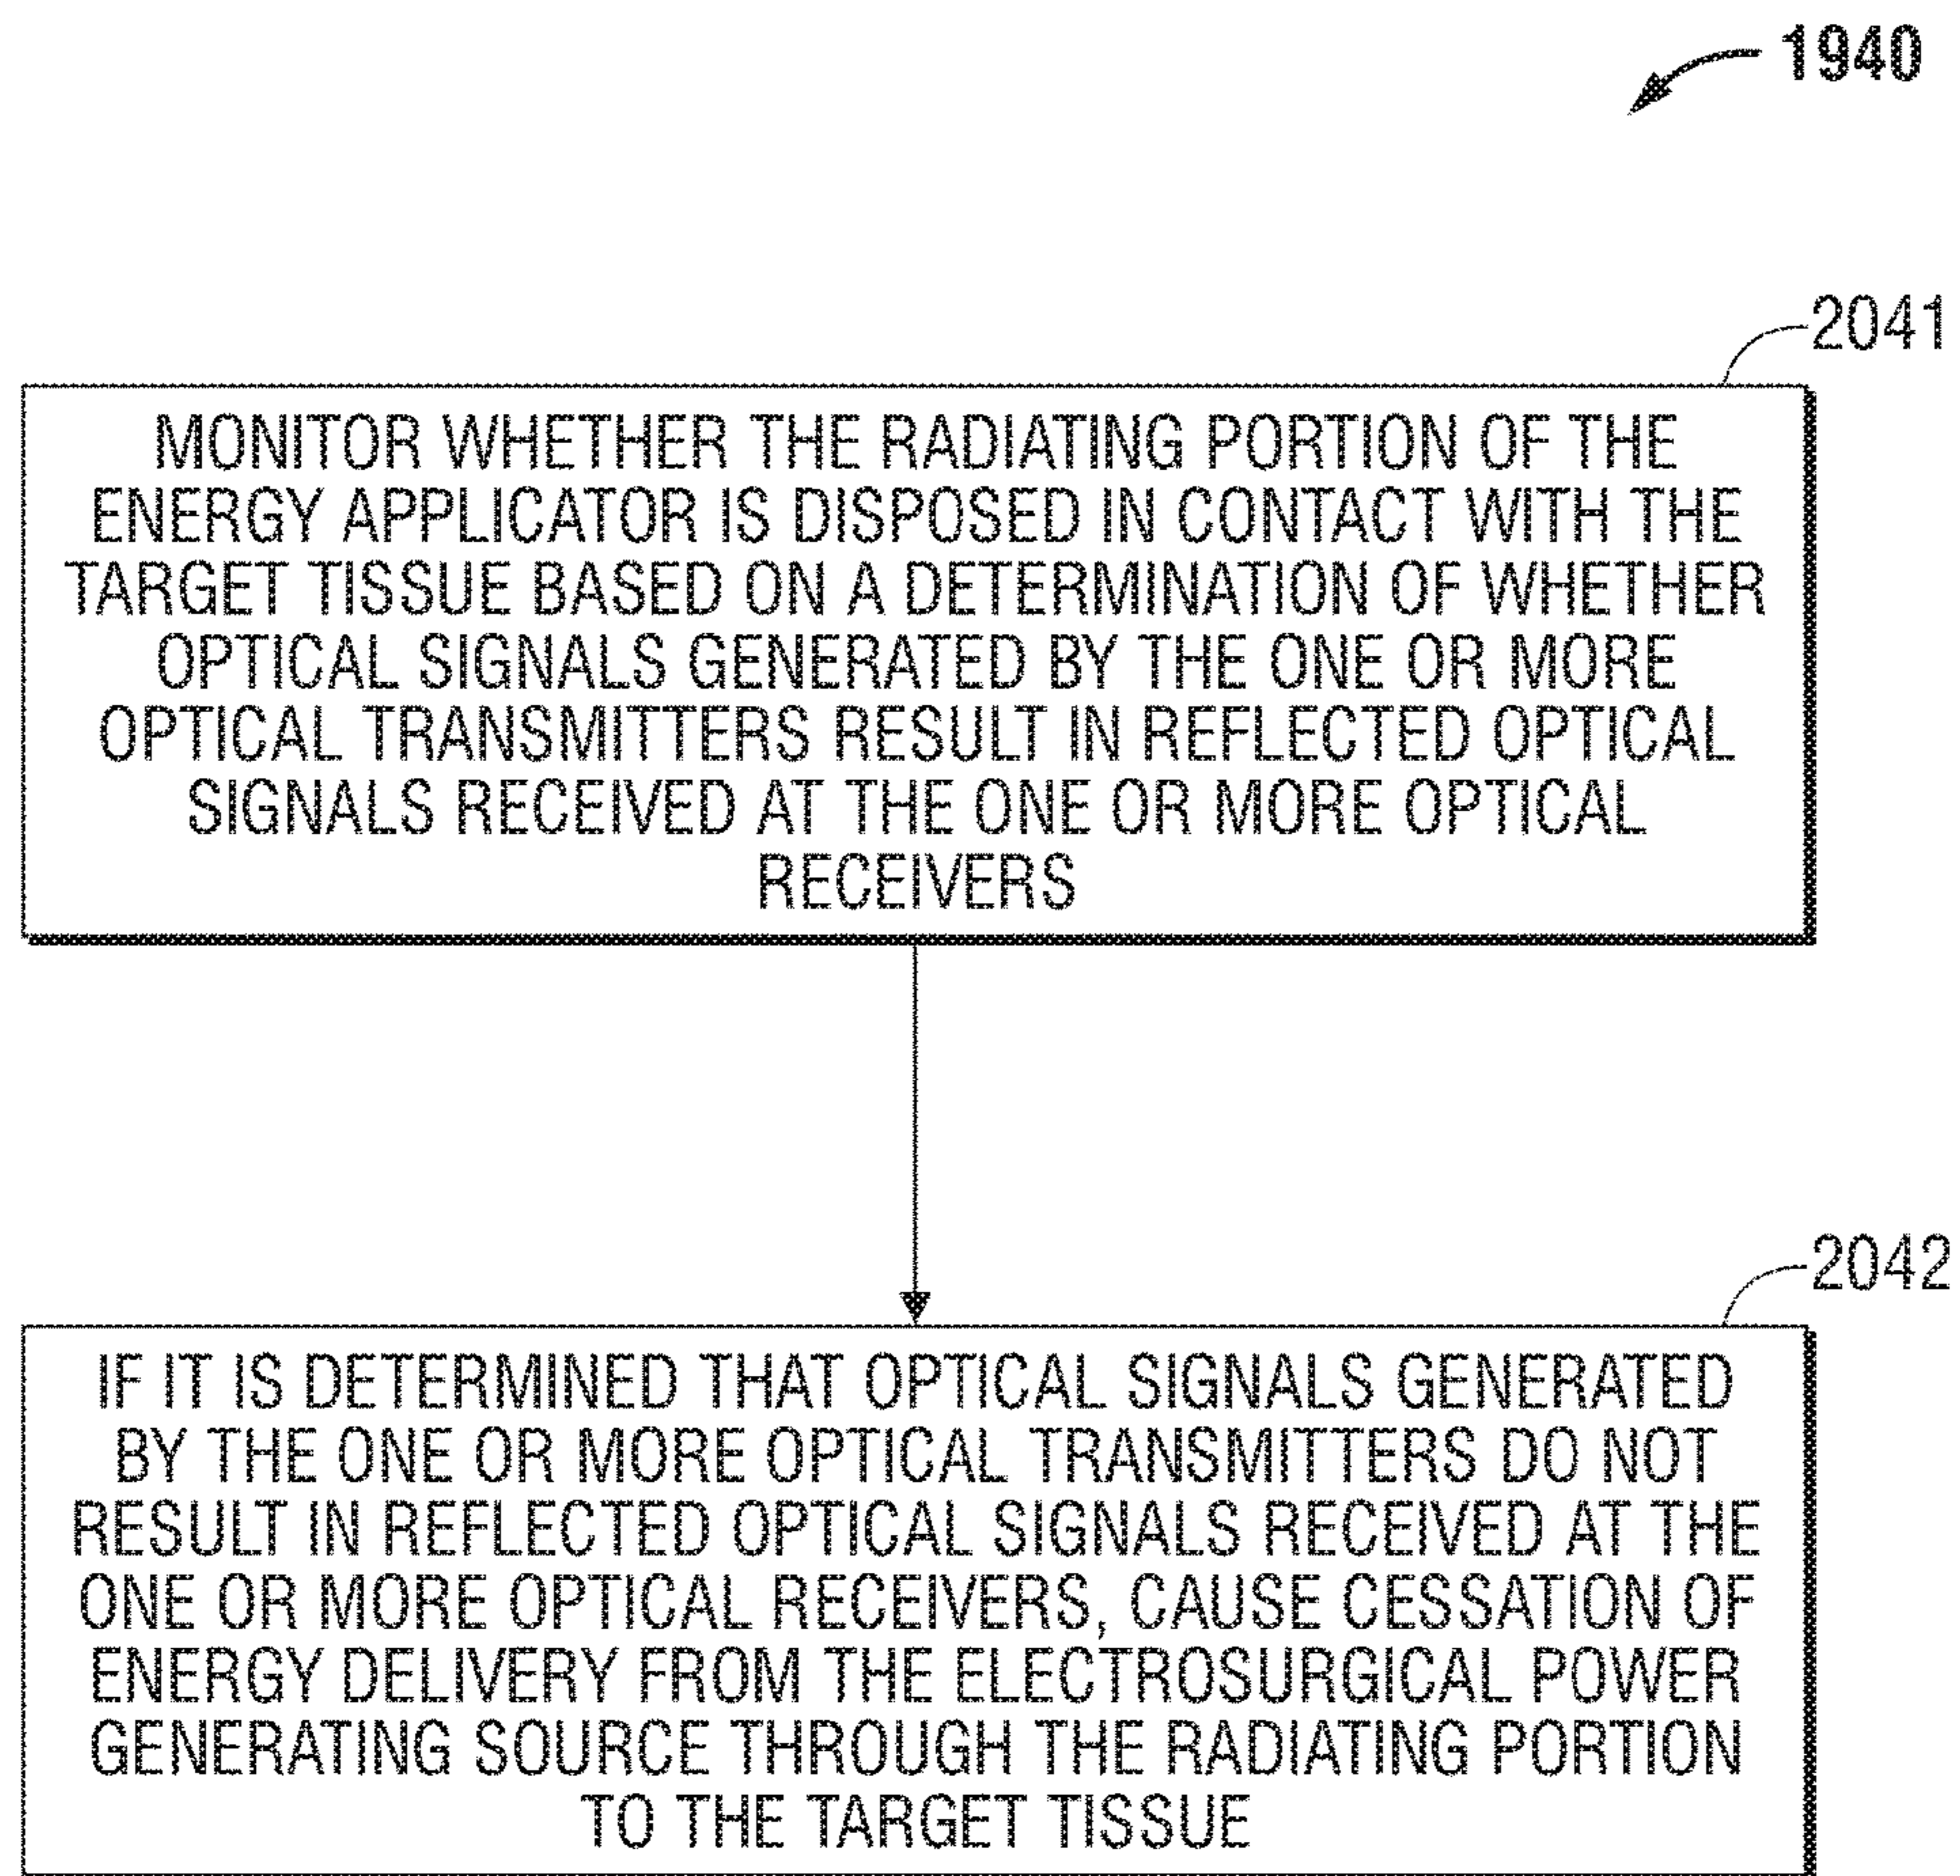 1940
2041
MONITOR WHETHER THE RADIATING PORTION OF THE
ENERGY APPLICATOR IS DISPOSED IN CONTACT WITH THE
TARGET TISSUE BASED ON A DETERMINATION OF WHETHER
OPTICAL SIGNALS GENERATED BY THE ONE OR MORE
OPTICAL TRANSMITTERS RESULT IN REFLECTED OPTICAL
SIGNALS RECEIVED AT THE ONE OR MORE OPTICAL
RECEIVERS
2042
IF IT IS DETERMINED THAT OPTICAL SIGNALS GENERATED
BY THE ONE OR MORE OPTICAL TRANSMITTERS DO NOT
RESULT IN REFLECTED OPTICAL SIGNALS RECEIVED AT THE
ONE OR MORE OPTICAL RECEIVERS, CAUSE CESSATION OF
ENERGY DELIVERY FROM THE ELECTROSURGICAL POWER
GENERATING SOURCE THROUGH THE RADIATING PORTION
TO THE TARGET TISSUE